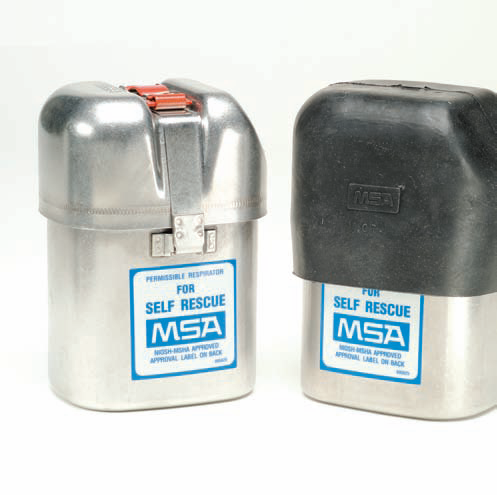 PERMISSIBLE RESPIRATOR
FOR
SELF RESCUE
MSA
NIOSH-MSHA APPROVED
APPROVAL LABEL ON BACK
MSA
FOR
SELF RESCUE
MSA
NIOSH-MSHA APPROVED
APPROVAL LABEL ON BACK